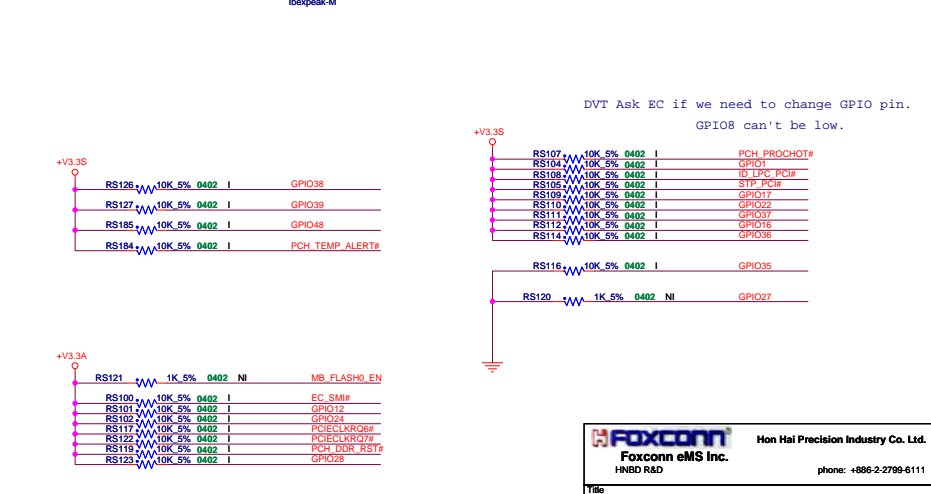 Ibexpeak-M
DVT Ask EC if we need to change GPIO pin.
GPIO8 can't be low.
+V3.3S
RS126 10K_5% 0402 I GPIO38
RS127 10K_5% 0402 I GPIO39
RS185 10K_5% 0402 I GPIO48
RS184 10K_5% 0402 I PCH_TEMP_ALERT#
+V3.3S
RS107 10K_5% 0402 I PCH_PROCHOT#
RS104 10K_5% 0402 I GPIO1
RS108 10K_5% 0402 I ID_LPC_PCI#
RS105 10K_5% 0402 I STP_PCI#
RS109 10K_5% 0402 I GPIO17
RS110 10K_5% 0402 I GPIO22
RS111 10K_5% 0402 I GPIO37
RS112 10K_5% 0402 I GPIO16
RS114 10K_5% 0402 I GPIO36
RS116 10K_5% 0402 I GPIO35
RS120 1K_5% 0402 NI GPIO27
+V3.3A
RS121 1K_5% 0402 NI MB_FLASH0_EN
RS100 10K_5% 0402 I EC_SMI#
RS101 10K_5% 0402 I GPIO12
RS102 10K_5% 0402 I GPIO24
RS117 10K_5% 0402 I PCIECLKRQ6#
RS122 10K_5% 0402 I PCIECLKRQ7#
RS119 10K_5% 0402 I PCH_DDR_RST#
RS123 10K_5% 0402 I GPIO28
FOXCONN Hon Hai Precision Industry Co. Ltd.
Foxconn eMS Inc.
HNBD R&D phone: +886-2-2799-6111
Title